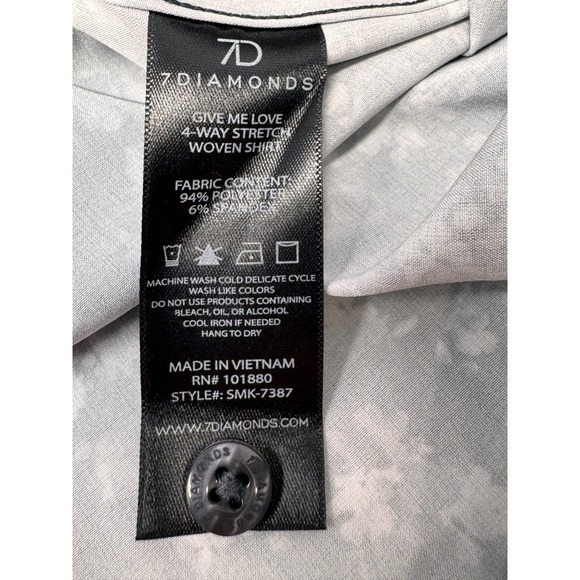 7D
7DIAMONDS
GIVE ME LOVE
4-WAY STRETCH
WOVEN SHIRT
FABRIC CONTENT:
94% POLYESTER
6% SPANDEX
MACHINE WASH COLD DELICATE CYCLE
WASH LIKE COLORS
DO NOT USE PRODUCTS CONTAINING
BLEACH, OIL, OR ALCOHOL
COOL IRON IF NEEDED
HANG TO DRY
MADE IN VIETNAM
RN# 101880
STYLE#: SMK-7387
WWW.7DIAMONDS.COM
7DIAMONDS